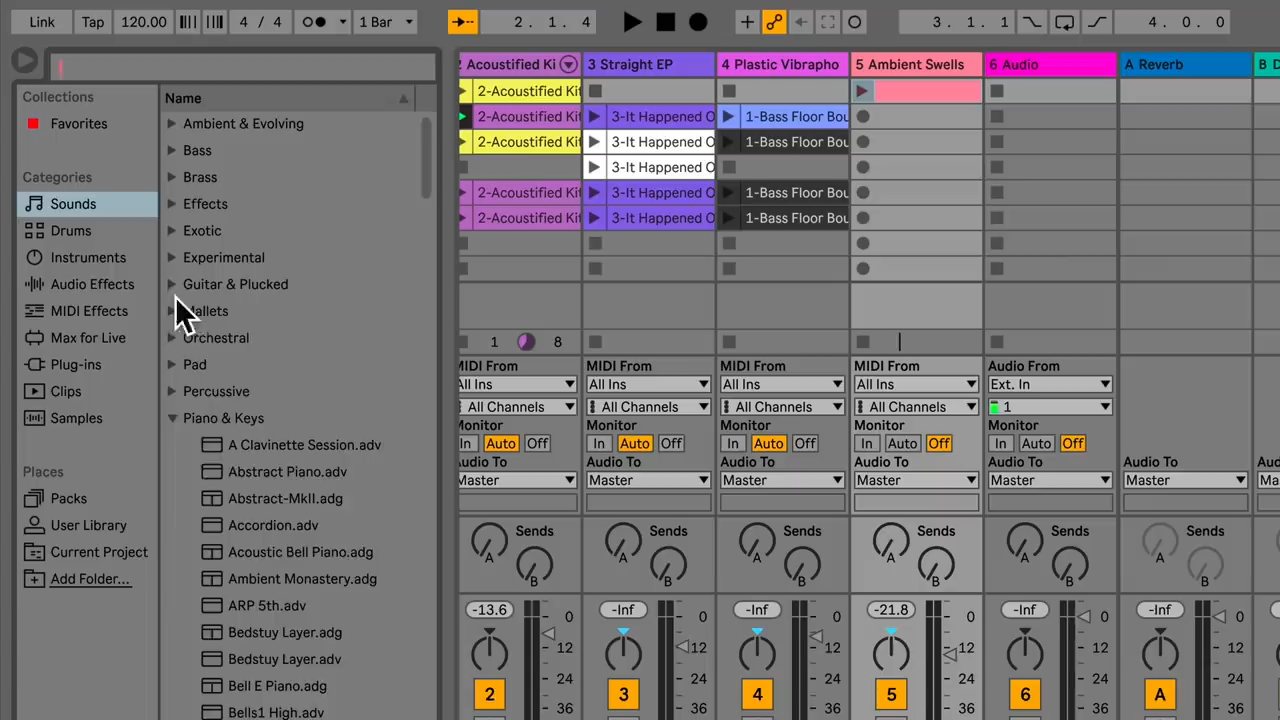 Link Tap 120.00 4 / 4 1 Bar 2. 1. 4 3. 1. 1 4. 0. 0
2 Acoustified Ki 3 Straight EP 4 Plastic Vibrapho 5 Ambient Swells 6 Audio A Reverb B D
Collections
Favorites
Categories
Sounds
Drums
Instruments
Audio Effects
MIDI Effects
Max for Live
Plug-ins
Clips
Samples
Places
Packs
User Library
Current Project
Add Folder...
Name
Ambient & Evolving
Bass
Brass
Effects
Exotic
Experimental
Guitar & Plucked
Mallets
Orchestral
Pad
Percussive
Piano & Keys
A Clavinette Session.adv
Abstract Piano.adv
Abstract-MkII.adg
Accordion.adv
Acoustic Bell Piano.adg
Ambient Monastery.adg
ARP 5th.adv
Bedstuy Layer.adg
Bedstuy Layer.adv
Bell E Piano.adg
Bells1 High.adv
2-Acoustified Kit
2-Acoustified Kit 3-It Happened O 1-Bass Floor Bou
2-Acoustified Kit 3-It Happened O 1-Bass Floor Bou
3-It Happened O
2-Acoustified Kit 3-It Happened O 1-Bass Floor Bou
2-Acoustified Kit 3-It Happened O 1-Bass Floor Bou
1 8
MIDI From MIDI From MIDI From MIDI From Audio From
All Ins All Ins All Ins All Ins Ext. In
All Channels All Channels All Channels All Channels 1
Monitor Monitor Monitor Monitor Monitor
In Auto Off In Auto Off In Auto Off In Auto Off In Auto Off
Audio To Audio To Audio To Audio To Audio To Audio To Aud
Master Master Master Master Master Master Ma
Sends Sends Sends Sends Sends Sends
A A A A A A
B B B B B B
-13.6 0 -Inf 0 -Inf 0 -21.8 0 -Inf 0 -Inf 0
12 12 12 12 12 12
24 24 24 24 24 24
2 3 4 5 6 A
36 36 36 36 36 36